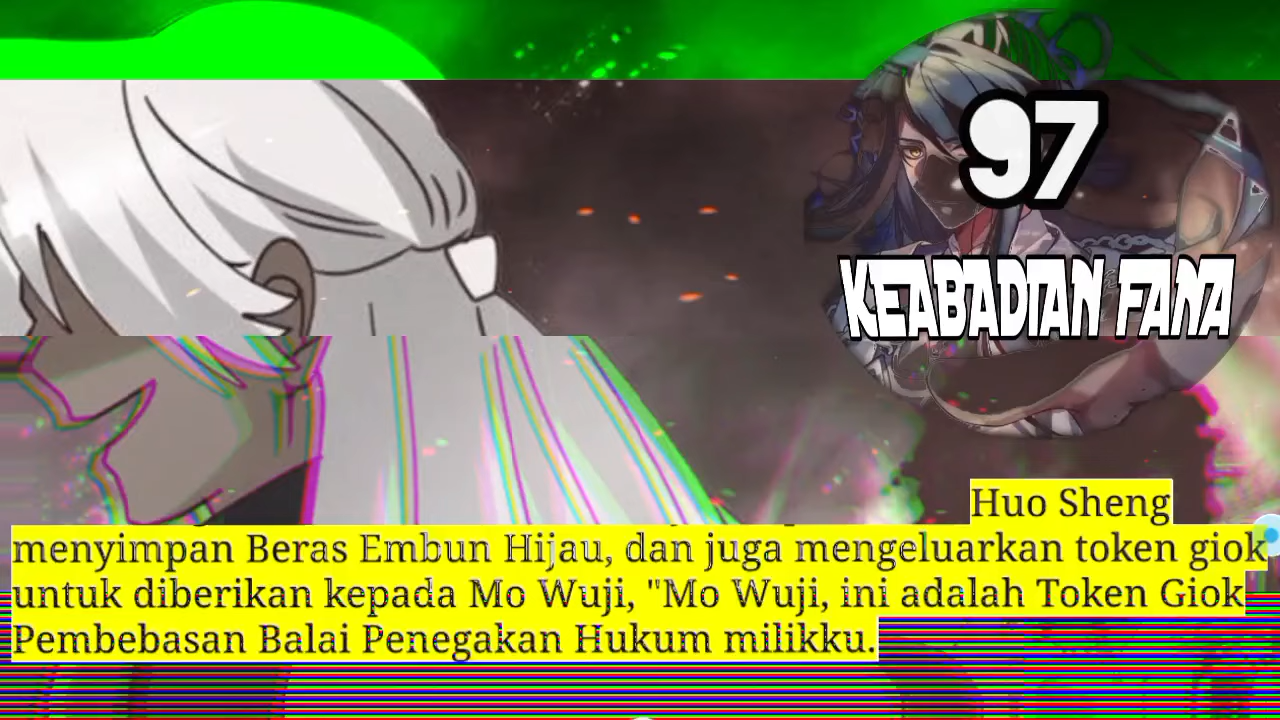 97
KEABADIAN FANA
Huo Sheng
menyimpan Beras Embun Hijau, dan juga mengeluarkan token giok
untuk diberikan kepada Mo Wuji, "Mo Wuji, ini adalah Token Giok
Pembebasan Balai Penegakan Hukum milikku.